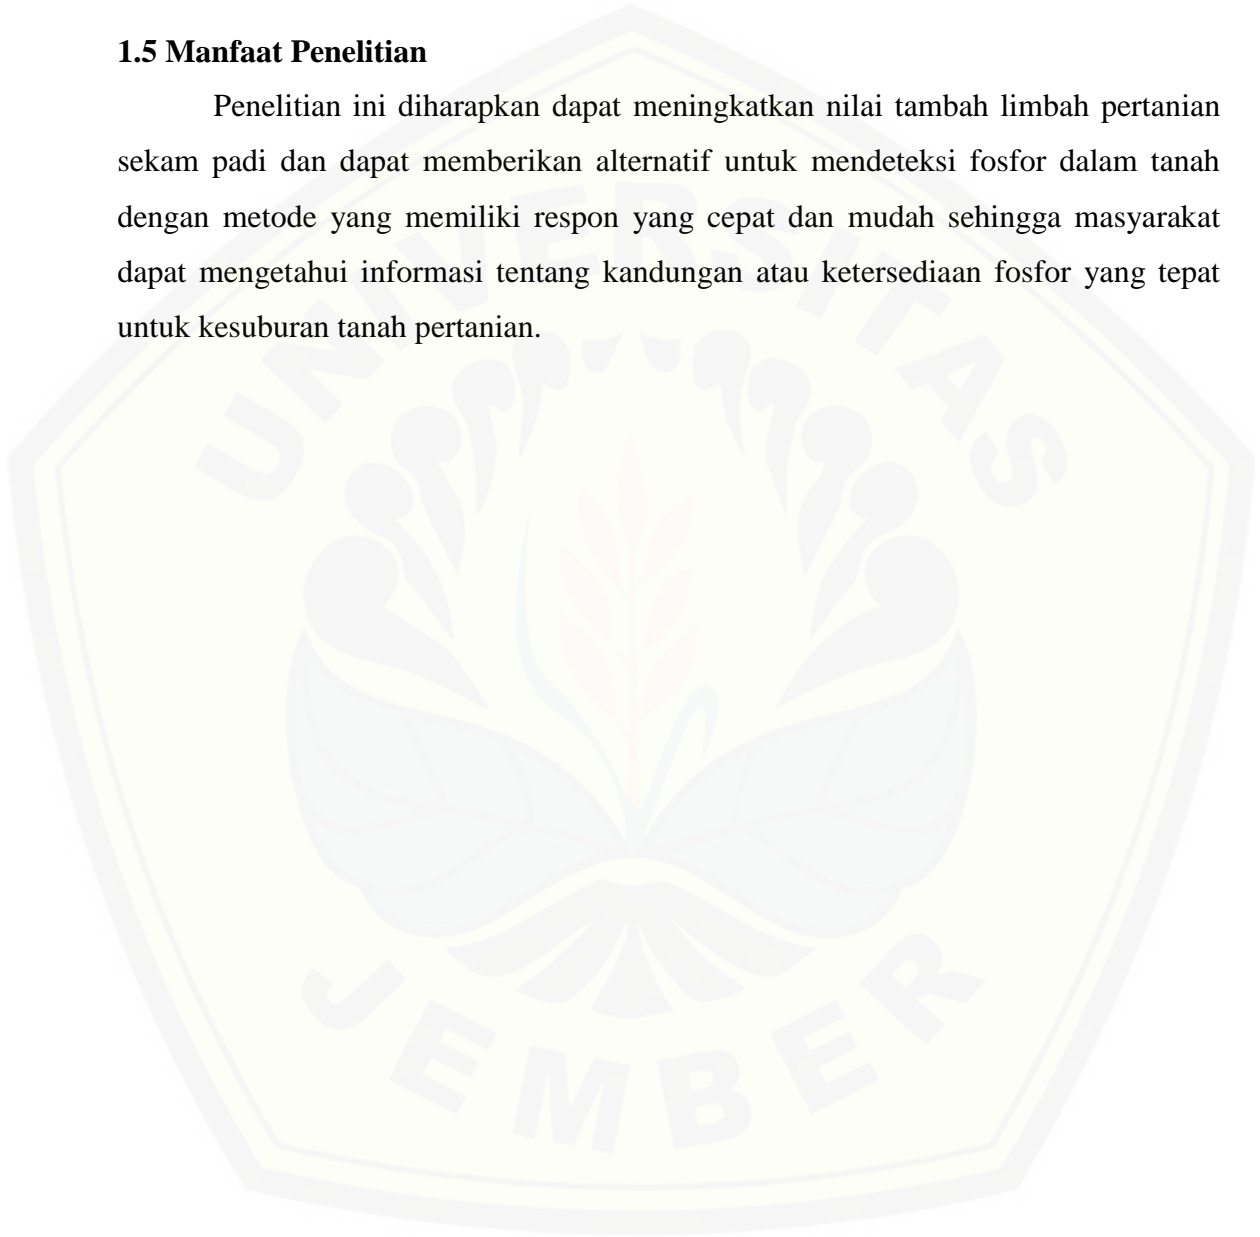 1.5 Manfaat Penelitian
Penelitian ini diharapkan dapat meningkatkan nilai tambah limbah pertanian
sekam padi dan dapat memberikan alternatif untuk mendeteksi fosfor dalam tanah
dengan metode yang memiliki respon yang cepat dan mudah sehingga masyarakat
dapat mengetahui informasi tentang kandungan atau ketersediaan fosfor yang tepat
untuk kesuburan tanah pertanian.
UNIVERSITAS
JEMBER